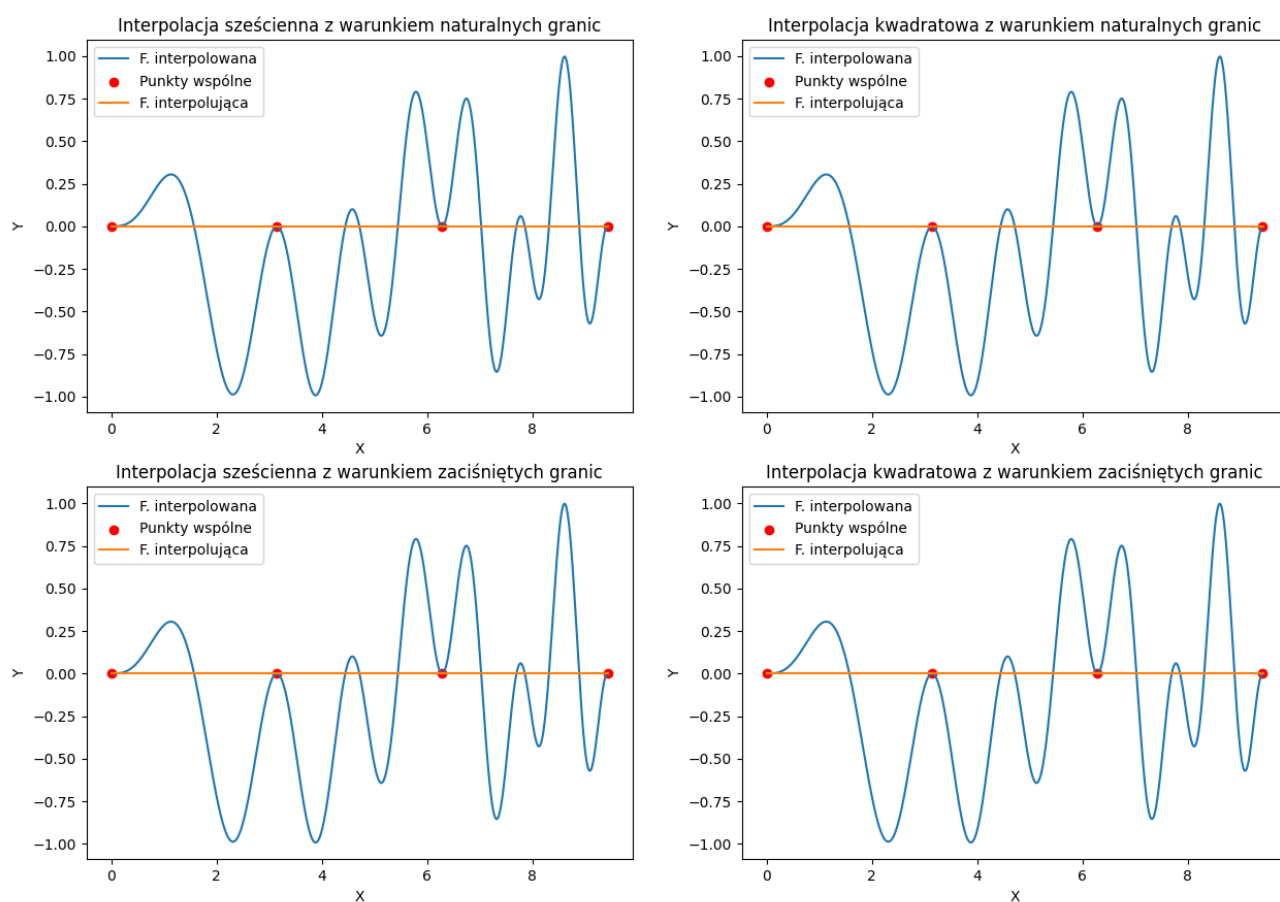 Interpolacja sześcienna z warunkiem naturalnych granic
F. interpolowana
Punkty wspólne
F. interpolująca
1.00
0.75
0.50
0.25
0.00
−0.25
−0.50
−0.75
−1.00
Y
0 2 4 6 8
X
Interpolacja kwadratowa z warunkiem naturalnych granic
F. interpolowana
Punkty wspólne
F. interpolująca
1.00
0.75
0.50
0.25
0.00
−0.25
−0.50
−0.75
−1.00
Y
0 2 4 6 8
X
Interpolacja sześcienna z warunkiem zaciśniętych granic
F. interpolowana
Punkty wspólne
F. interpolująca
1.00
0.75
0.50
0.25
0.00
−0.25
−0.50
−0.75
−1.00
Y
0 2 4 6 8
X
Interpolacja kwadratowa z warunkiem zaciśniętych granic
F. interpolowana
Punkty wspólne
F. interpolująca
1.00
0.75
0.50
0.25
0.00
−0.25
−0.50
−0.75
−1.00
Y
0 2 4 6 8
X